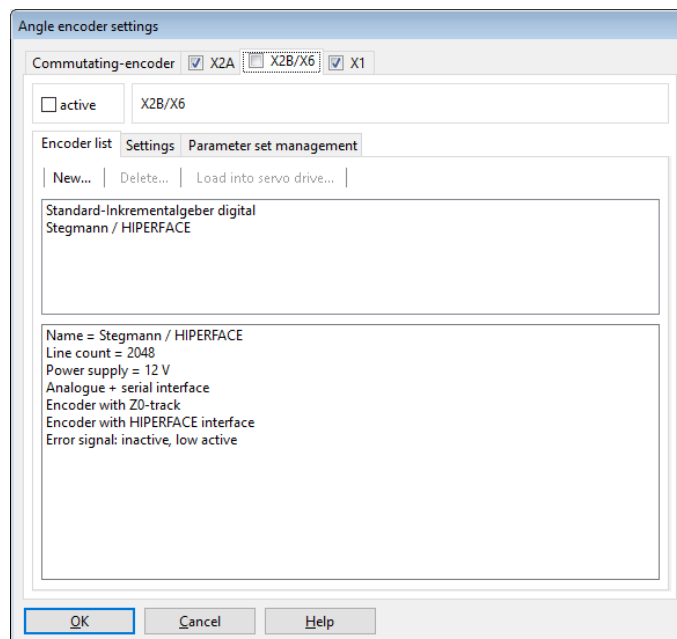 Angle encoder settings
Commutating-encoder X2A X2B/X6 X1
active X2B/X6
Encoder list Settings Parameter set management
New... Delete... Load into servo drive...
Standard-Inkrementalgeber digital
Stegmann / HIPERFACE
Name = Stegmann / HIPERFACE
Line count = 2048
Power supply = 12 V
Analogue + serial interface
Encoder with Z0-track
Encoder with HIPERFACE interface
Error signal: inactive, low active
OK Cancel Help